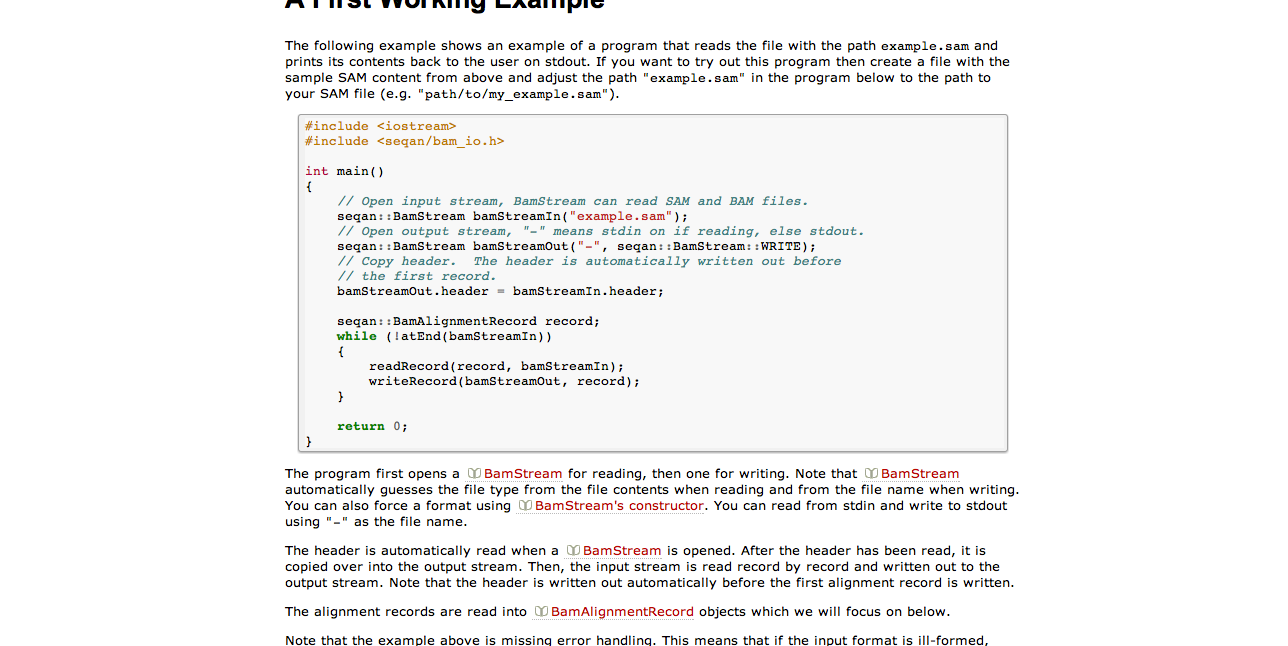 A First Working Example
The following example shows an example of a program that reads the file with the path example.sam and
prints its contents back to the user on stdout. If you want to try out this program then create a file with the
sample SAM content from above and adjust the path "example.sam" in the program below to the path to
your SAM file (e.g. "path/to/my_example.sam").
#include <iostream>
#include <seqan/bam_io.h>
int main()
{
    // Open input stream, BamStream can read SAM and BAM files.
    seqan::BamStream bamStreamIn("example.sam");
    // Open output stream, "-" means stdin on if reading, else stdout.
    seqan::BamStream bamStreamOut("-", seqan::BamStream::WRITE);
    // Copy header.  The header is automatically written out before
    // the first record.
    bamStreamOut.header = bamStreamIn.header;
    seqan::BamAlignmentRecord record;
    while (!atEnd(bamStreamIn))
    {
        readRecord(record, bamStreamIn);
        writeRecord(bamStreamOut, record);
    }
    return 0;
}
The program first opens a BamStream for reading, then one for writing. Note that BamStream
automatically guesses the file type from the file contents when reading and from the file name when writing.
You can also force a format using BamStream's constructor. You can read from stdin and write to stdout
using "-" as the file name.
The header is automatically read when a BamStream is opened. After the header has been read, it is
copied over into the output stream. Then, the input stream is read record by record and written out to the
output stream. Note that the header is written out automatically before the first alignment record is written.
The alignment records are read into BamAlignmentRecord objects which we will focus on below.
Note that the example above is missing error handling. This means that if the input format is ill-formed,